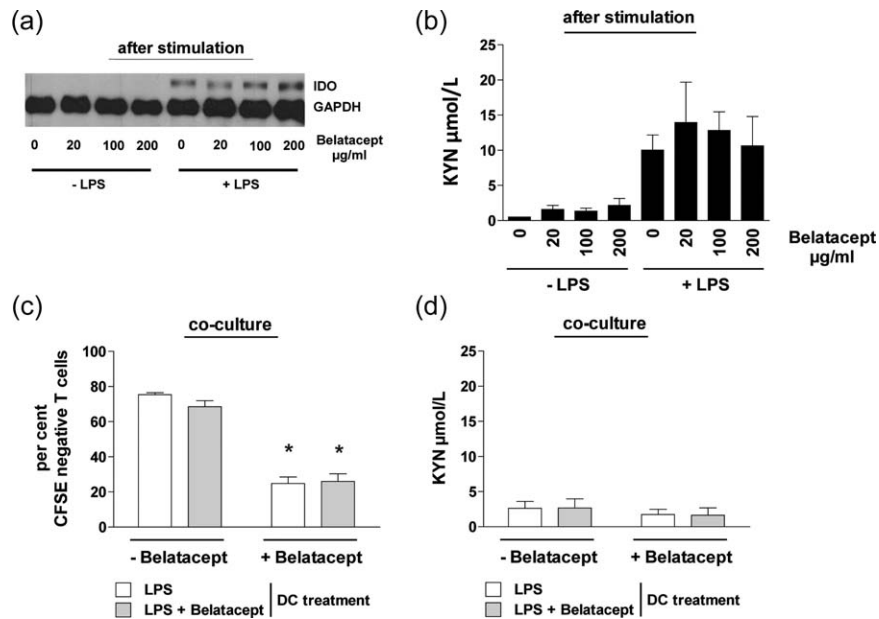 (a)
after stimulation
IDO
GAPDH
0 20 100 200 0 20 100 200 Belatacept
µg/ml
- LPS + LPS
(b)
after stimulation
KYN µmol/L
25
20
15
10
5
0
0 20 100 200 0 20 100 200 Belatacept
µg/ml
- LPS + LPS
(c)
co-culture
per cent
CFSE negative T cells
100
80
60
40
20
0
* *
- Belatacept + Belatacept
LPS
LPS + Belatacept
DC treatment
(d)
co-culture
KYN µmol/L
25
20
15
10
5
0
- Belatacept + Belatacept
LPS
LPS + Belatacept
DC treatment